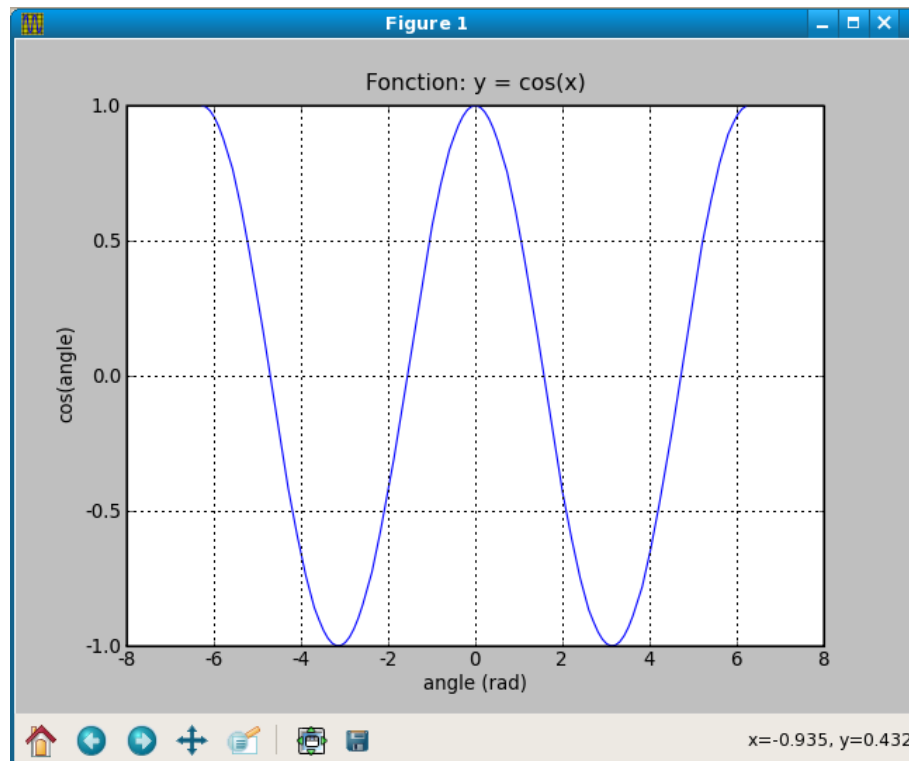 Figure 1
Fonction: y = cos(x)
1.0
0.5
0.0
-0.5
-1.0
cos(angle)
-8 -6 -4 -2 0 2 4 6 8
angle (rad)
x=-0.935, y=0.432